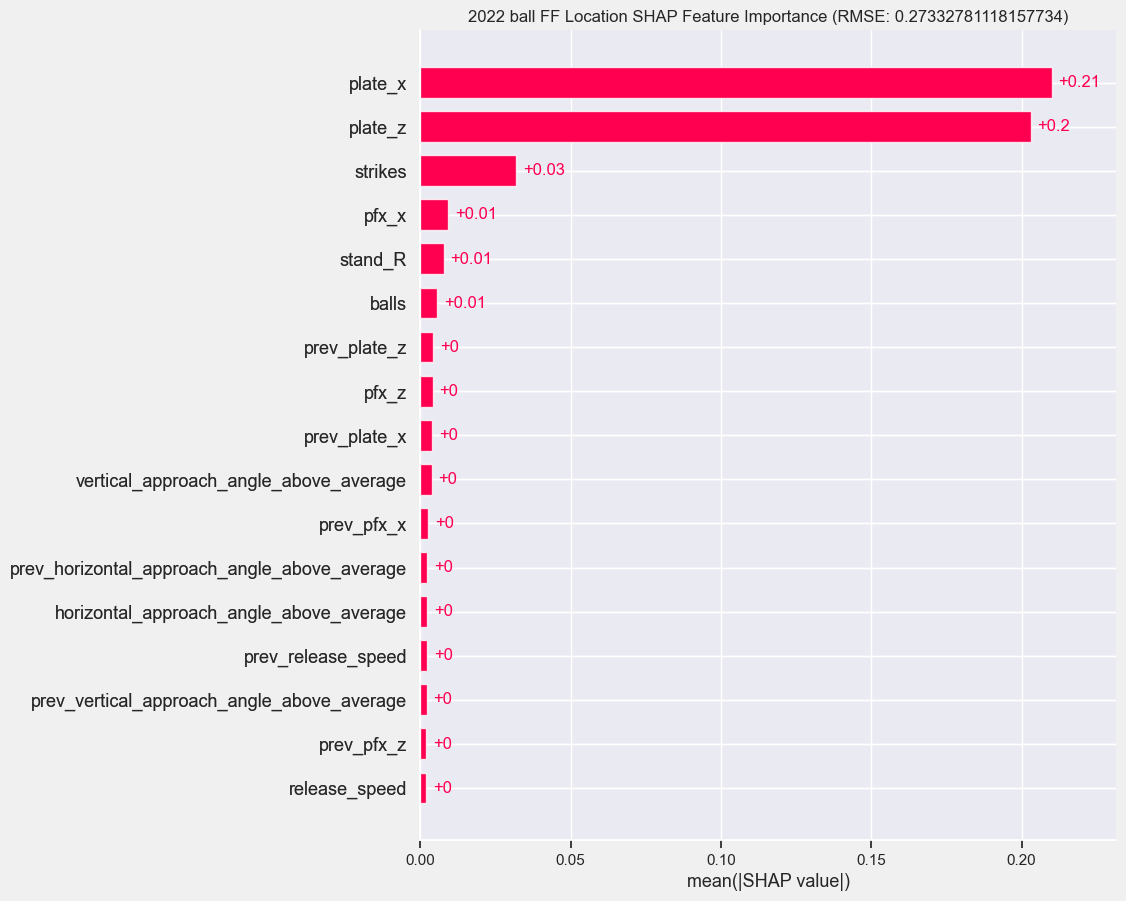 2022 ball FF Location SHAP Feature Importance (RMSE: 0.27332781118157734)
plate_x +0.21
plate_z +0.2
strikes +0.03
pfx_x +0.01
stand_R +0.01
balls +0.01
prev_plate_z +0
pfx_z +0
prev_plate_x +0
vertical_approach_angle_above_average +0
prev_pfx_x +0
prev_horizontal_approach_angle_above_average +0
horizontal_approach_angle_above_average +0
prev_release_speed +0
prev_vertical_approach_angle_above_average +0
prev_pfx_z +0
release_speed +0
0.00 0.05 0.10 0.15 0.20
mean(|SHAP value|)